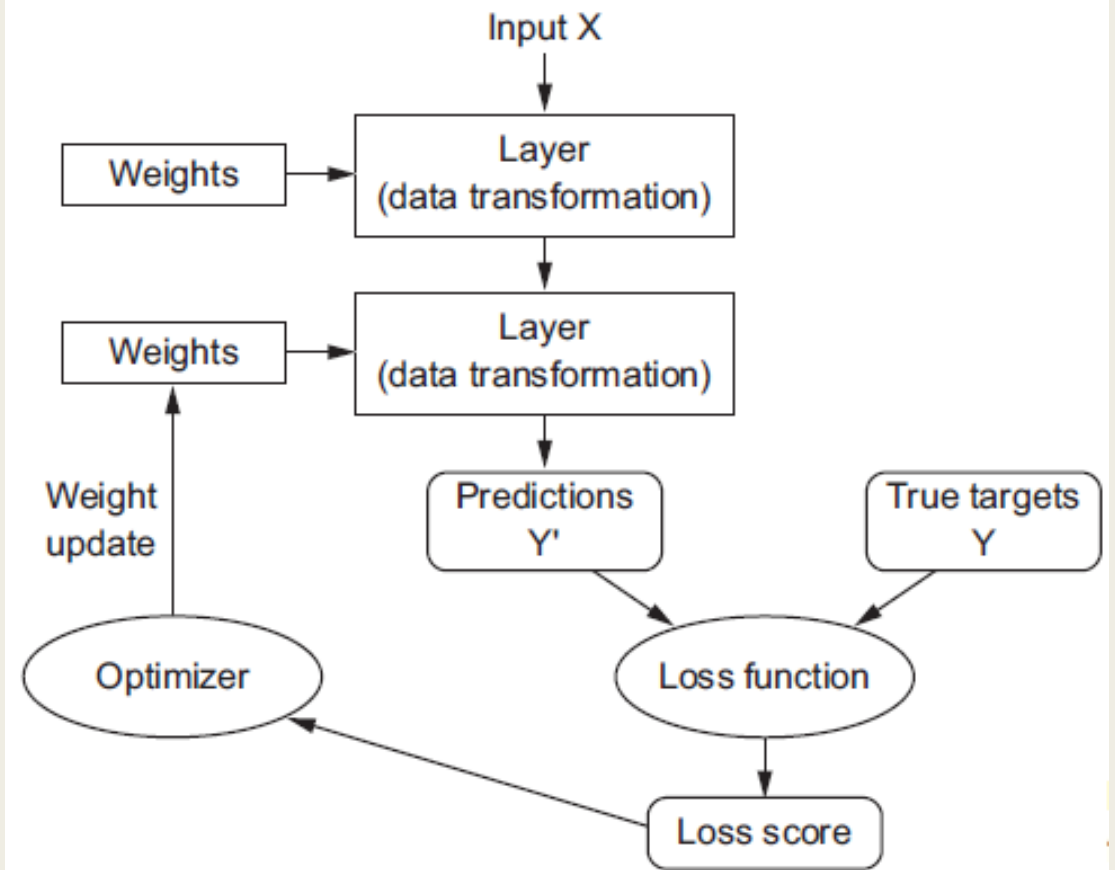 Input X
Weights
Layer
(data transformation)
Weights
Layer
(data transformation)
Weight
update
Predictions
Y'
True targets
Y
Optimizer
Loss function
Loss score